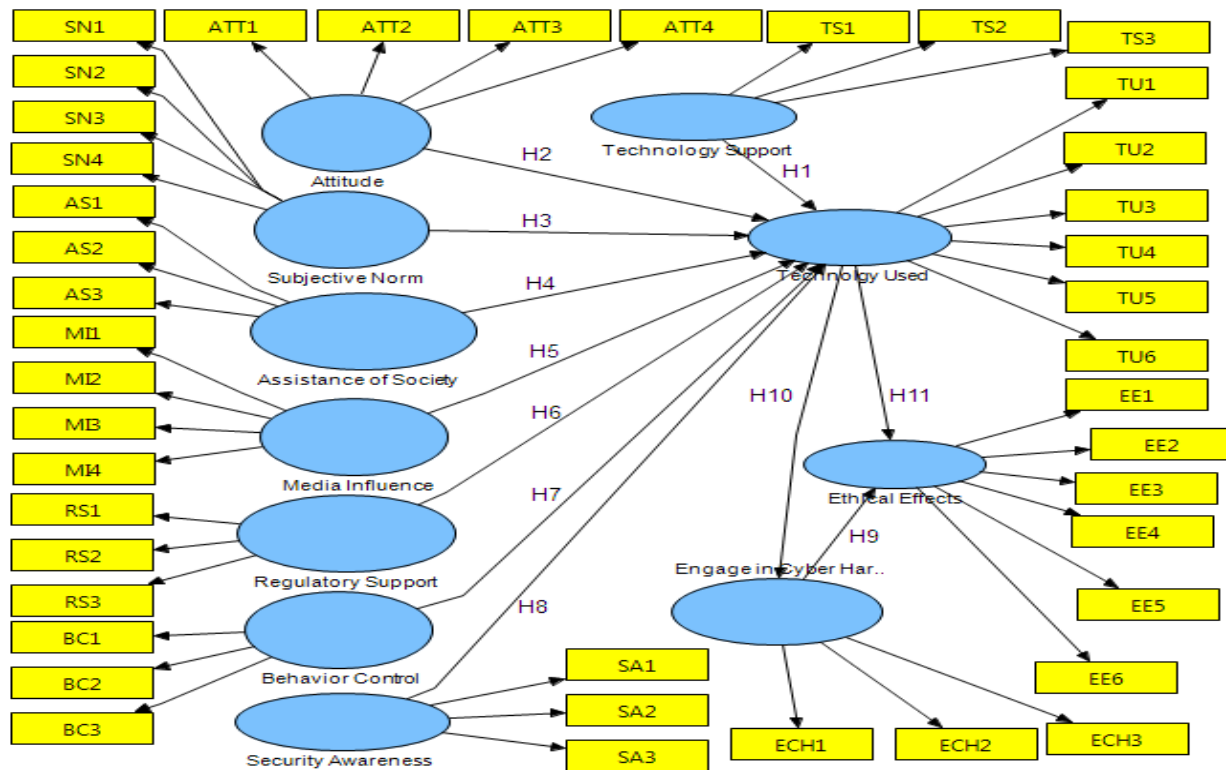 SN1
ATT1
ATT2
ATT3
ATT4
TS1
TS2
TS3
SN2
TU1
SN3
Technology Support
TU2
SN4
H2
H1
Attitude
AS1
TU3
H3
AS2
TU4
Subjective Norm
Technolgy Used
AS3
H4
TU5
MI1
H5
TU6
Assistance of Society
MI2
H6
H10
H11
EE1
MI3
EE2
MI4
Media Influence
H7
Ethical Effects
EE3
RS1
EE4
RS2
H9
Regulatory Support
Engage in Cyber Har..
RS3
H8
EE5
BC1
SA1
BC2
Behavior Control
EE6
SA2
BC3
SA3
ECH1
ECH2
ECH3
Security Awareness